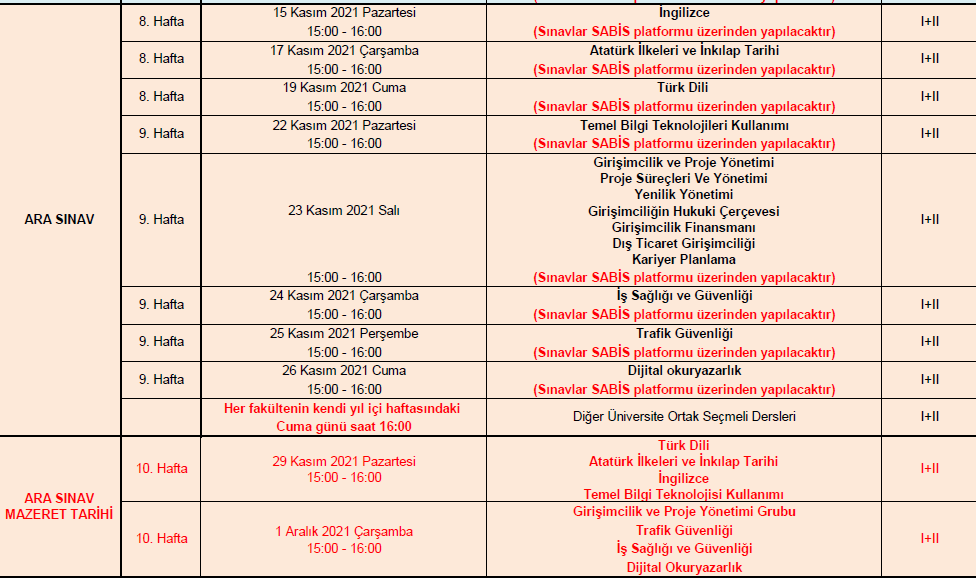 8. Hafta
15 Kasım 2021 Pazartesi
15:00 - 16:00
İngilizce
(Sınavlar SABİS platformu üzerinden yapılacaktır)
I+II
8. Hafta
17 Kasım 2021 Çarşamba
15:00 - 16:00
Atatürk İlkeleri ve İnkılap Tarihi
(Sınavlar SABİS platformu üzerinden yapılacaktır)
I+II
8. Hafta
19 Kasım 2021 Cuma
15:00 - 16:00
Türk Dili
(Sınavlar SABİS platformu üzerinden yapılacaktır)
I+II
9. Hafta
22 Kasım 2021 Pazartesi
15:00 - 16:00
Temel Bilgi Teknolojileri Kullanımı
(Sınavlar SABİS platformu üzerinden yapılacaktır)
I+II
ARA SINAV
9. Hafta
23 Kasım 2021 Salı
15:00 - 16:00
Girişimcilik ve Proje Yönetimi
Proje Süreçleri Ve Yönetimi
Yenilik Yönetimi
Girişimciliğin Hukuki Çerçevesi
Girişimcilik Finansmanı
Dış Ticaret Girişimciliği
Kariyer Planlama
(Sınavlar SABİS platformu üzerinden yapılacaktır)
I+II
9. Hafta
24 Kasım 2021 Çarşamba
15:00 - 16:00
İş Sağlığı ve Güvenliği
(Sınavlar SABİS platformu üzerinden yapılacaktır)
I+II
9. Hafta
25 Kasım 2021 Perşembe
15:00 - 16:00
Trafik Güvenliği
(Sınavlar SABİS platformu üzerinden yapılacaktır)
I+II
9. Hafta
26 Kasım 2021 Cuma
15:00 - 16:00
Dijital okuryazarlık
(Sınavlar SABİS platformu üzerinden yapılacaktır)
I+II
Her fakültenin kendi yıl içi haftasındaki
Cuma günü saat 16:00
Diğer Üniversite Ortak Seçmeli Dersleri
I+II
ARA SINAV
MAZERET TARİHİ
10. Hafta
29 Kasım 2021 Pazartesi
15:00 - 16:00
Türk Dili
Atatürk İlkeleri ve İnkılap Tarihi
İngilizce
Temel Bilgi Teknolojisi Kullanımı
I+II
10. Hafta
1 Aralık 2021 Çarşamba
15:00 - 16:00
Girişimcilik ve Proje Yönetimi Grubu
Trafik Güvenliği
İş Sağlığı ve Güvenliği
Dijital Okuryazarlık
I+II